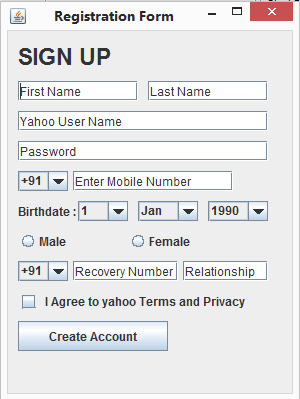 Registration Form
SIGN UP
First Name Last Name
Yahoo User Name
Password
+91 Enter Mobile Number
Birthdate : 1 Jan 1990
Male Female
+91 Recovery Number Relationship
I Agree to yahoo Terms and Privacy
Create Account